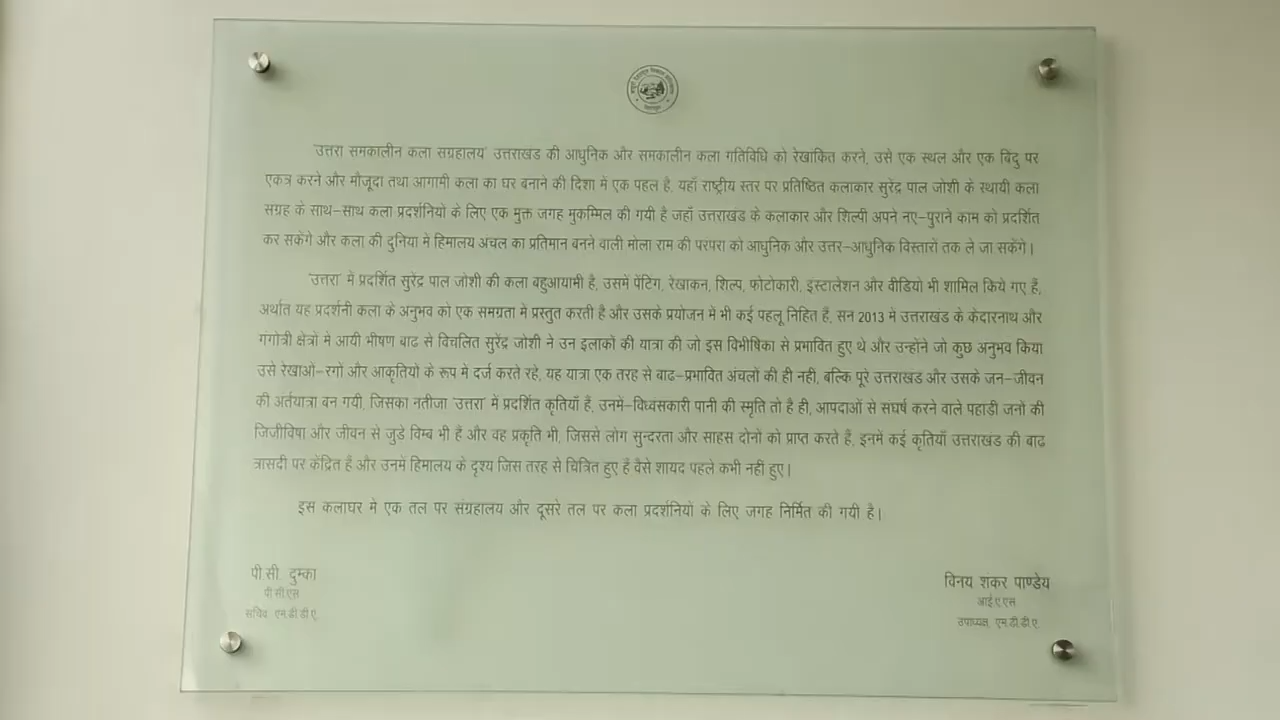 'उत्तरा समकालीन कला संग्रहालय' उत्तराखंड की आधुनिक और समकालीन कला गतिविधि को रेखांकित करने, उसे एक स्थल और एक बिंदु पर
एकत्र करने और मौजूदा तथा आगामी कला का घर बनाने की दिशा में एक पहल है, यहाँ राष्ट्रीय स्तर पर प्रतिष्ठित कलाकार सुरेंद्र पाल जोशी के स्थायी कला
संग्रह के साथ–साथ कला प्रदर्शनियों के लिए एक मुक्त जगह मुकम्मिल की गयी है जहाँ उत्तराखंड के कलाकार और शिल्पी अपने नए–पुराने काम को प्रदर्शित
कर सकेंगे और कला की दुनिया में हिमालय अंचल का प्रतिमान बनने वाली मोला राम की परंपरा को आधुनिक और उत्तर–आधुनिक विस्तारों तक ले जा सकेंगे।
'उत्तरा' में प्रदर्शित सुरेंद्र पाल जोशी की कला बहुआयामी है, उसमें पेंटिंग, रेखांकन, शिल्प, फोटोकारी, इंस्टालेशन और वीडियो भी शामिल किये गए हैं,
अर्थात यह प्रदर्शनी कला के अनुभव को एक समग्रता में प्रस्तुत करती है और उसके प्रयोजन में भी कई पहलू निहित हैं, सन 2013 में उत्तराखंड के केदारनाथ और
गंगोत्री क्षेत्रों में आयी भीषण बाढ से विचलित सुरेंद्र जोशी ने उन इलाकों की यात्रा की जो इस विभीषिका से प्रभावित हुए थे और उन्होंने जो कुछ अनुभव किया
उसे रेखाओं–रंगों और आकृतियों के रूप में दर्ज करते रहे, यह यात्रा एक तरह से बाढ–प्रभावित अंचलों की ही नहीं, बल्कि पूरे उत्तराखंड और उसके जन–जीवन
की अंर्तयात्रा बन गयी, जिसका नतीजा 'उत्तरा' में प्रदर्शित कृतियाँ हैं, उनमें–विध्वंसकारी पानी की स्मृति तो है ही, आपदाओं से संघर्ष करने वाले पहाड़ी जनों की
जिजीविषा और जीवन से जुडे विम्ब भी हैं और वह प्रकृति भी, जिससे लोग सुन्दरता और साहस दोनों को प्राप्त करते हैं, इनमें कई कृतियाँ उत्तराखंड की बाढ
त्रासदी पर केंद्रित हैं और उनमें हिमालय के दृश्य जिस तरह से चित्रित हुए हैं वैसे शायद पहले कभी नहीं हुए।
इस कलाघर में एक तल पर संग्रहालय और दूसरे तल पर कला प्रदर्शनियों के लिए जगह निर्मित की गयी है।
पी.सी. दुम्का
पी.सी.एस
सचिव, एम.डी.डी.ए.
विनय शंकर पाण्डेय
आई.ए.एस
उपाध्यक्ष, एम.डी.डी.ए.